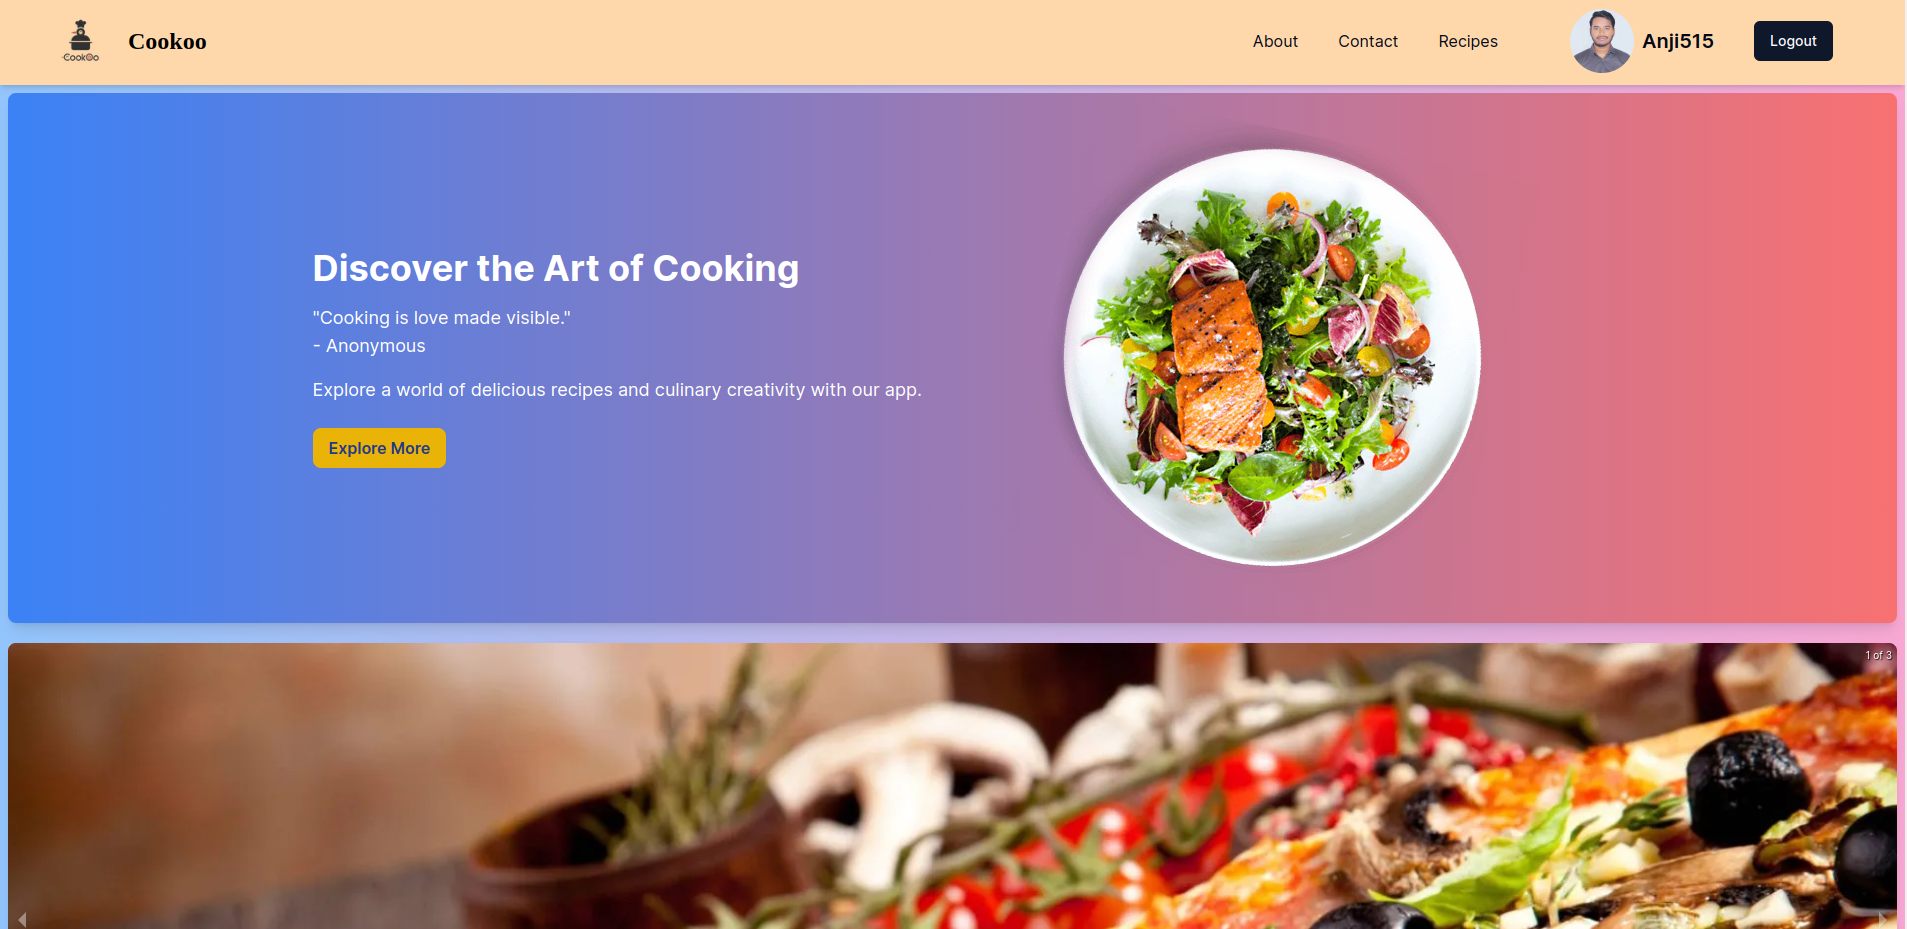 CookOo
Cookoo
About
Contact
Recipes
Anji515
Logout
Discover the Art of Cooking
"Cooking is love made visible."
- Anonymous
Explore a world of delicious recipes and culinary creativity with our app.
Explore More
1 of 3